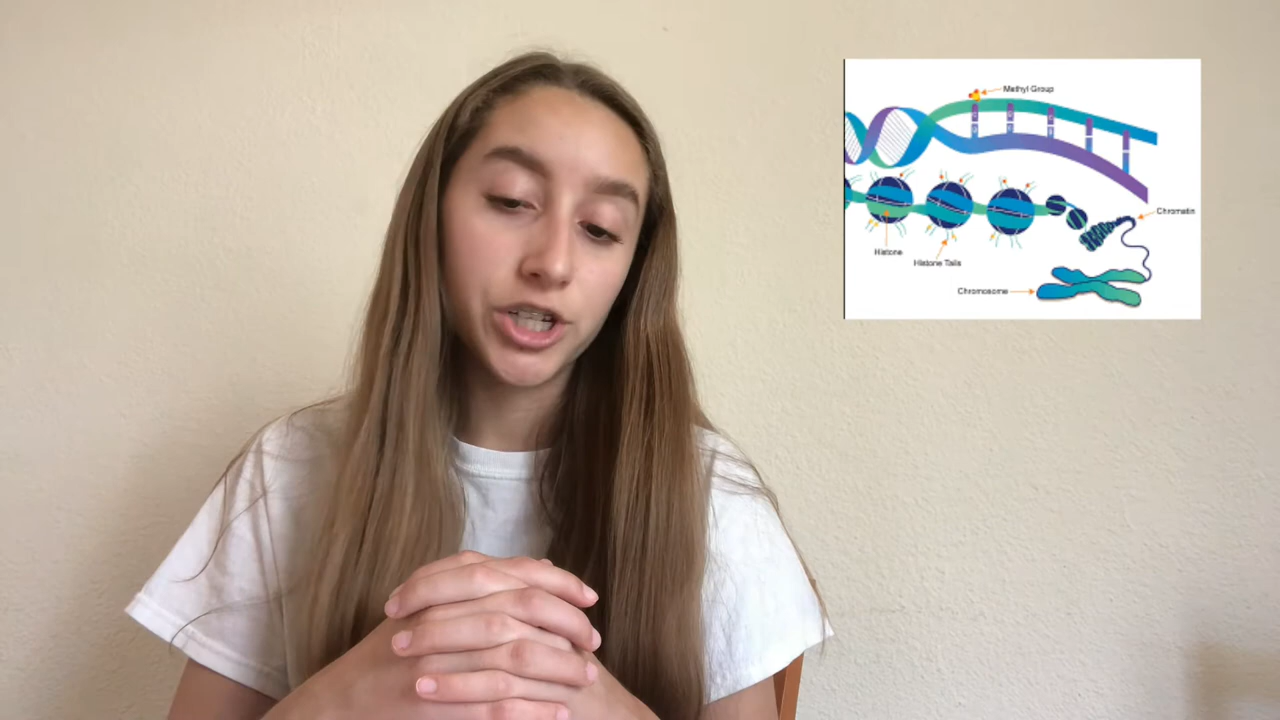 Methyl Group
Chromatin
Histone
Histone Tails
Chromosome